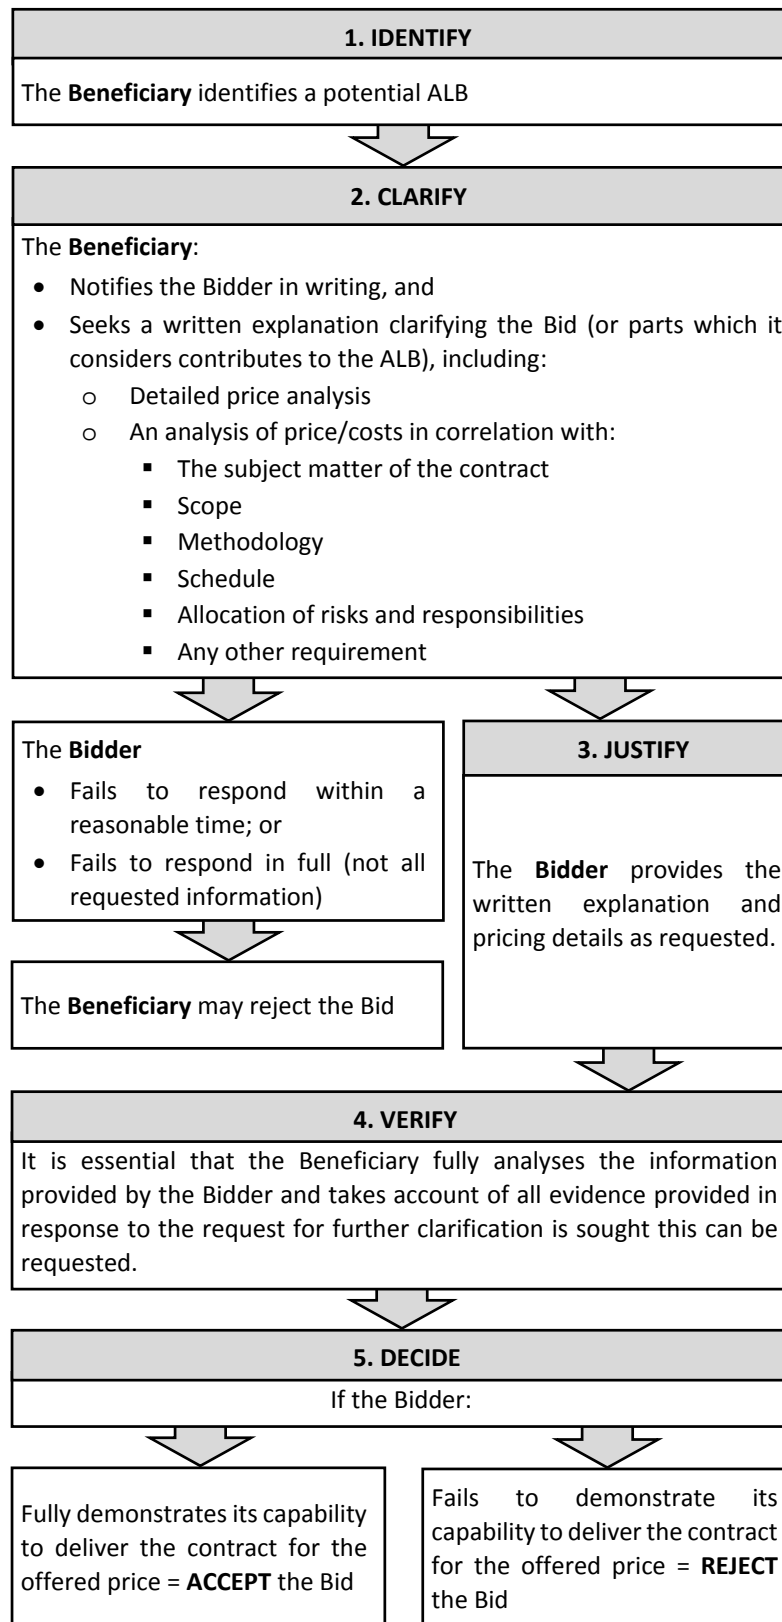 1. IDENTIFY
The Beneficiary identifies a potential ALB
2. CLARIFY
The Beneficiary:
• Notifies the Bidder in writing, and
• Seeks a written explanation clarifying the Bid (or parts which it
considers contributes to the ALB), including:
o Detailed price analysis
o An analysis of price/costs in correlation with:
▪ The subject matter of the contract
▪ Scope
▪ Methodology
▪ Schedule
▪ Allocation of risks and responsibilities
▪ Any other requirement
The Bidder
• Fails to respond within a
reasonable time; or
• Fails to respond in full (not all
requested information)
The Beneficiary may reject the Bid
3. JUSTIFY
The Bidder provides the
written explanation and
pricing details as requested.
4. VERIFY
It is essential that the Beneficiary fully analyses the information
provided by the Bidder and takes account of all evidence provided in
response to the request for further clarification is sought this can be
requested.
5. DECIDE
If the Bidder:
Fully demonstrates its capability
to deliver the contract for the
offered price = ACCEPT the Bid
Fails to demonstrate its
capability to deliver the contract
for the offered price = REJECT
the Bid